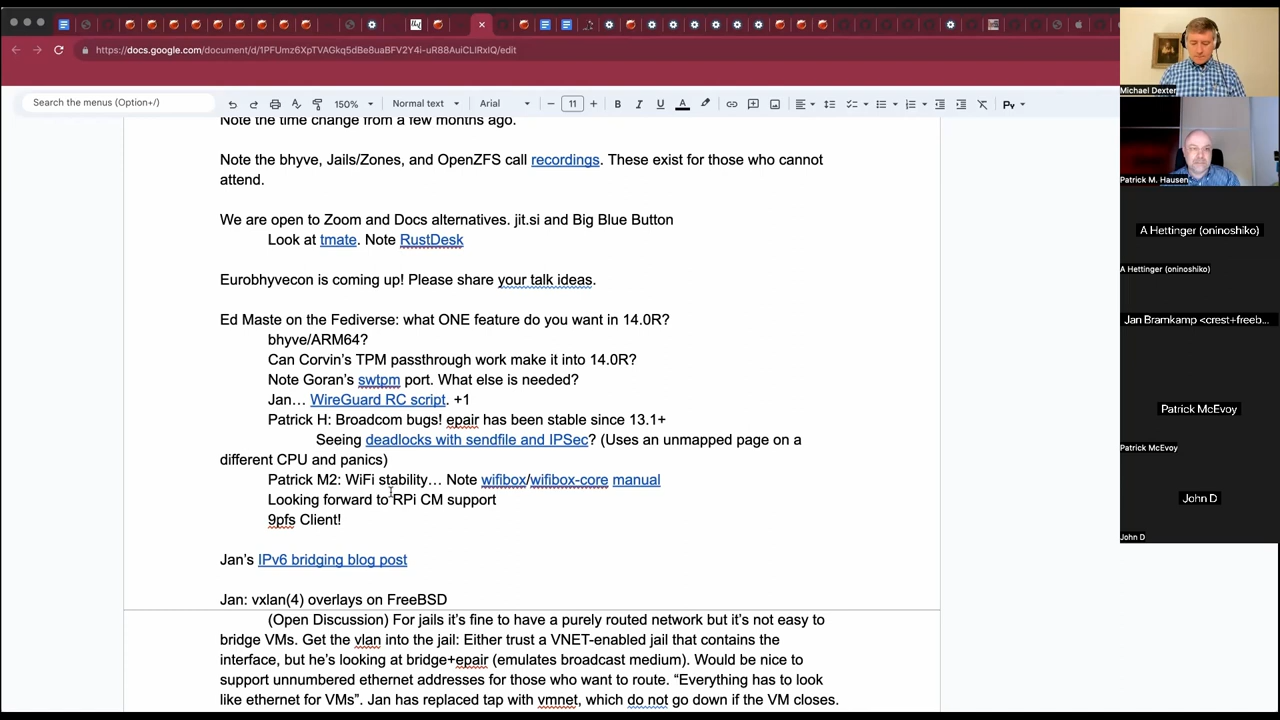 https://docs.google.com/document/d/1PFUmz6XpTVAGkq5dBe8uaBFV2Y4i-uR88AuiCLIRxIQ/edit
Search the menus (Option+/)
150%
Normal text
Arial
11
Note the time change from a few months ago.
Note the bhyve, Jails/Zones, and OpenZFS call recordings. These exist for those who cannot
attend.
We are open to Zoom and Docs alternatives. jit.si and Big Blue Button
Look at tmate. Note RustDesk
Eurobhyvecon is coming up! Please share your talk ideas.
Ed Maste on the Fediverse: what ONE feature do you want in 14.0R?
bhyve/ARM64?
Can Corvin's TPM passthrough work make it into 14.0R?
Note Goran's swtpm port. What else is needed?
Jan… WireGuard RC script. +1
Patrick H: Broadcom bugs! epair has been stable since 13.1+
Seeing deadlocks with sendfile and IPSec? (Uses an unmapped page on a
different CPU and panics)
Patrick M2: WiFi stability… Note wifibox/wifibox-core manual
Looking forward to RPi CM support
9pfs Client!
Jan's IPv6 bridging blog post
Jan: vxlan(4) overlays on FreeBSD
(Open Discussion) For jails it's fine to have a purely routed network but it's not easy to
bridge VMs. Get the vlan into the jail: Either trust a VNET-enabled jail that contains the
interface, but he's looking at bridge+epair (emulates broadcast medium). Would be nice to
support unnumbered ethernet addresses for those who want to route. “Everything has to look
like ethernet for VMs”. Jan has replaced tap with vmnet, which do not go down if the VM closes.
Michael Dexter
Patrick M. Hausen
A Hettinger (oninoshiko)
A Hettinger (oninoshiko)
Jan Bramkamp <crest+freeb...
Patrick McEvoy
Patrick McEvoy
John D
John D